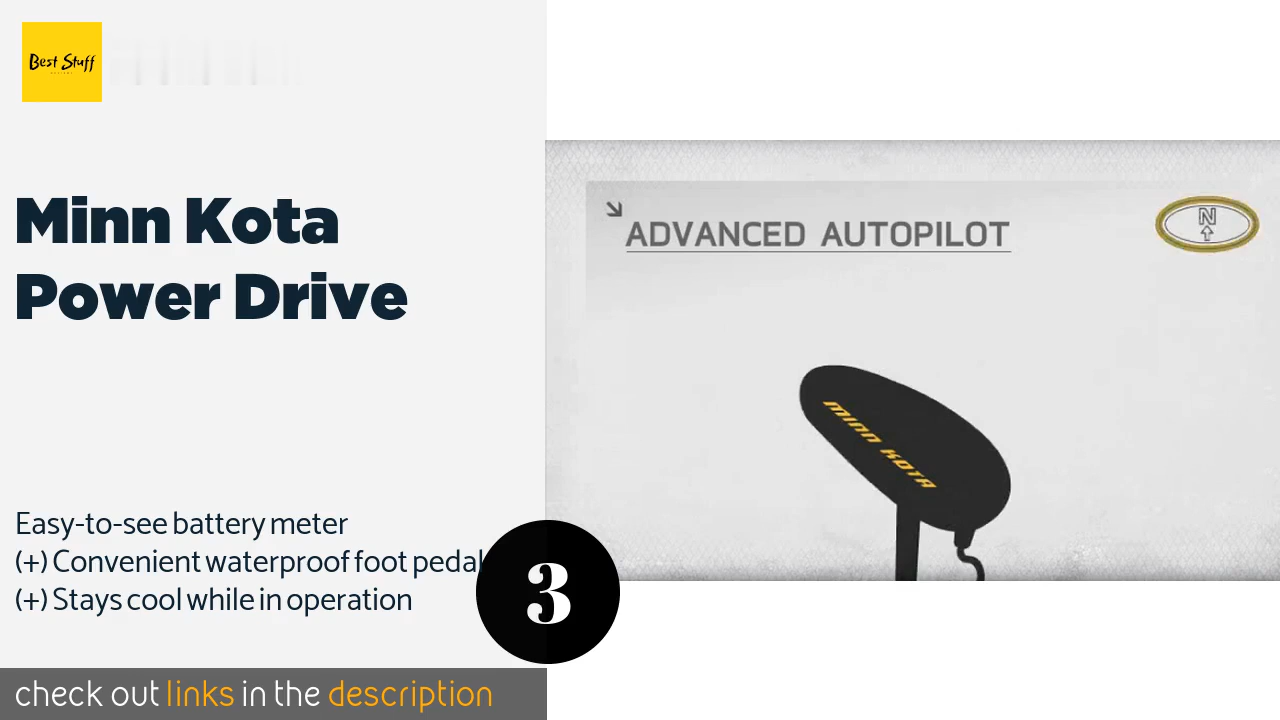 Best Stuff
Minn Kota
Power Drive
Easy-to-see battery meter
(+) Convenient waterproof foot pedal
(+) Stays cool while in operation
3
check out links in the description
ADVANCED AUTOPILOT
N
MINN KOTA